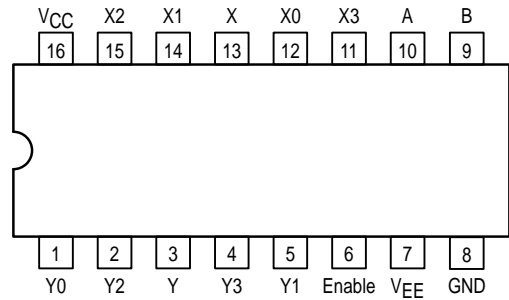 VCC X2 X1 X X0 X3 A B
16 15 14 13 12 11 10 9
1 2 3 4 5 6 7 8
Y0 Y2 Y Y3 Y1 Enable VEE GND